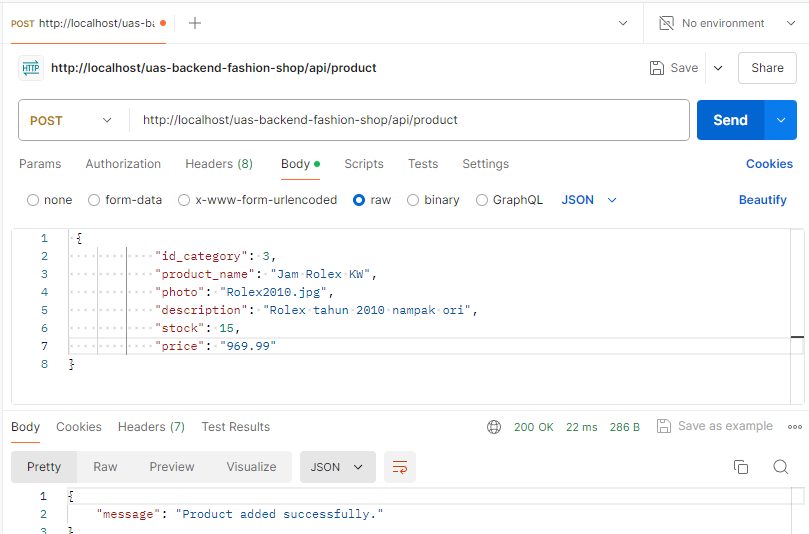 POST http://localhost/uas-ba No environment
HTTP http://localhost/uas-backend-fashion-shop/api/product Save Share
POST http://localhost/uas-backend-fashion-shop/api/product Send
Params Authorization Headers (8) Body Scripts Tests Settings Cookies
none form-data x-www-form-urlencoded raw binary GraphQL JSON Beautify
1 {
2 "id_category": 3,
3 "product_name": "Jam Rolex KW",
4 "photo": "Rolex2010.jpg",
5 "description": "Rolex tahun 2010 nampak ori",
6 "stock": 15,
7 "price": "969.99"
8 }
Body Cookies Headers (7) Test Results 200 OK 22 ms 286 B Save as example
Pretty Raw Preview Visualize JSON
1 {
2 "message": "Product added successfully."
3 }